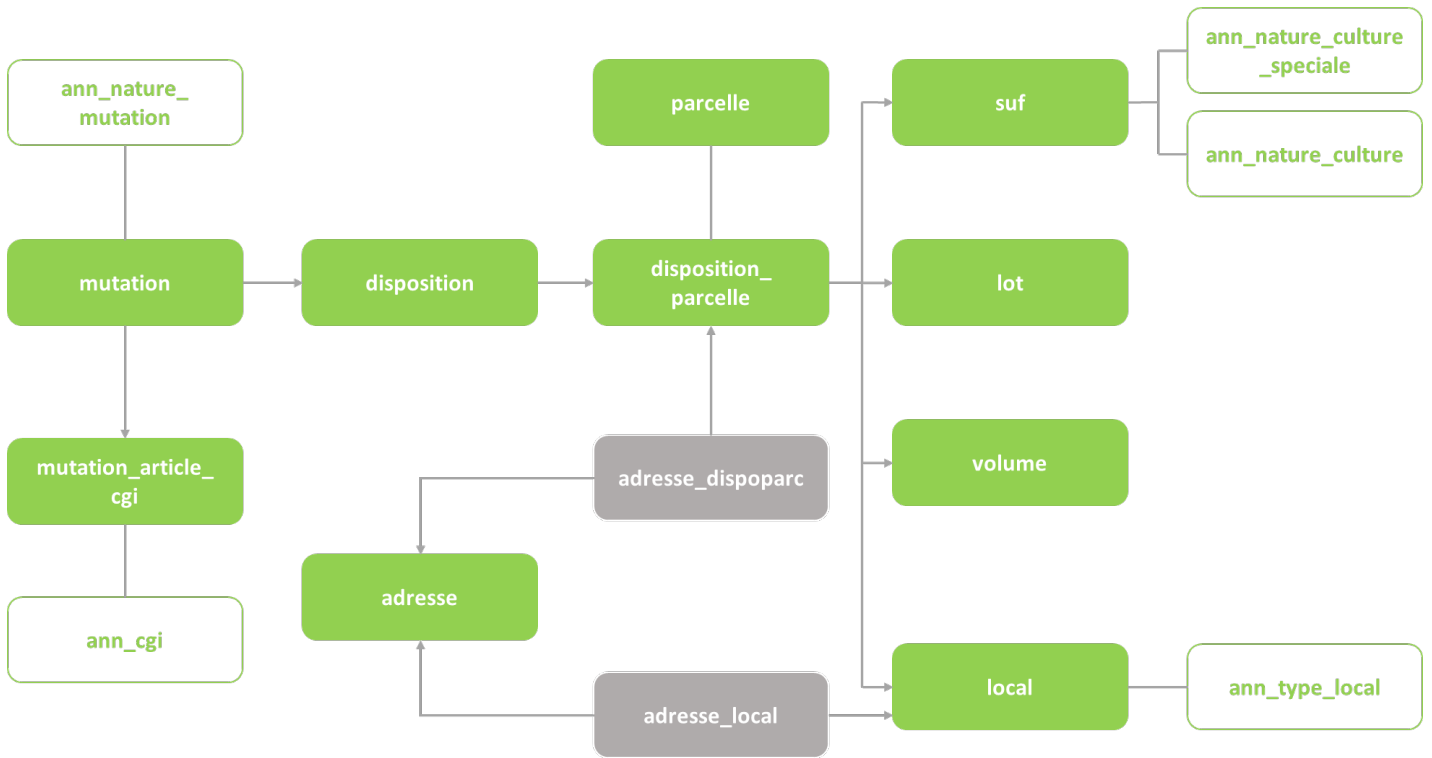 ann_nature_
mutation
parcelle
suf
ann_nature_culture
_speciale
ann_nature_culture
mutation
disposition
disposition_
parcelle
lot
mutation_article_
cgi
adresse_dispoparc
volume
adresse
ann_cgi
adresse_local
local
ann_type_local